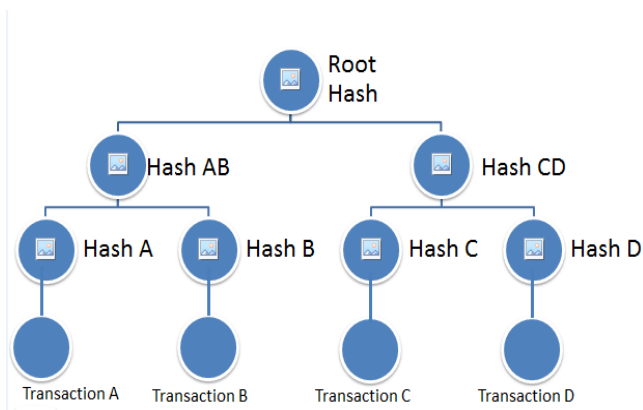 Root
Hash
Hash AB
Hash CD
Hash A
Hash B
Hash C
Hash D
Transaction A
Transaction B
Transaction C
Transaction D